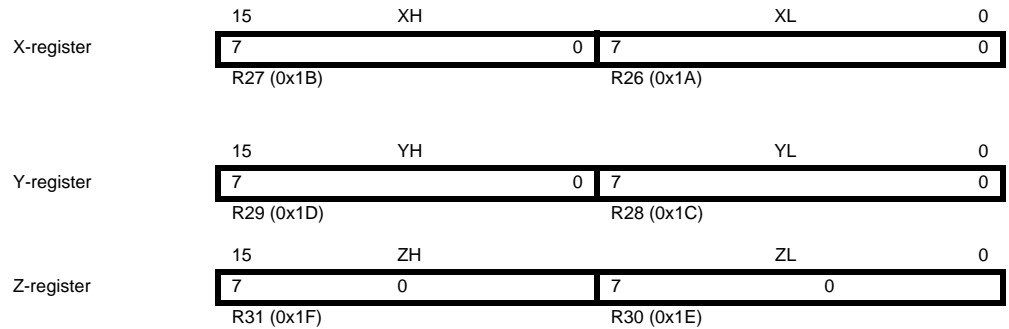 15 XH XL 0
X-register 7 0 7 0
R27 (0x1B) R26 (0x1A)
15 YH YL 0
Y-register 7 0 7 0
R29 (0x1D) R28 (0x1C)
15 ZH ZL 0
Z-register 7 0 7 0
R31 (0x1F) R30 (0x1E)